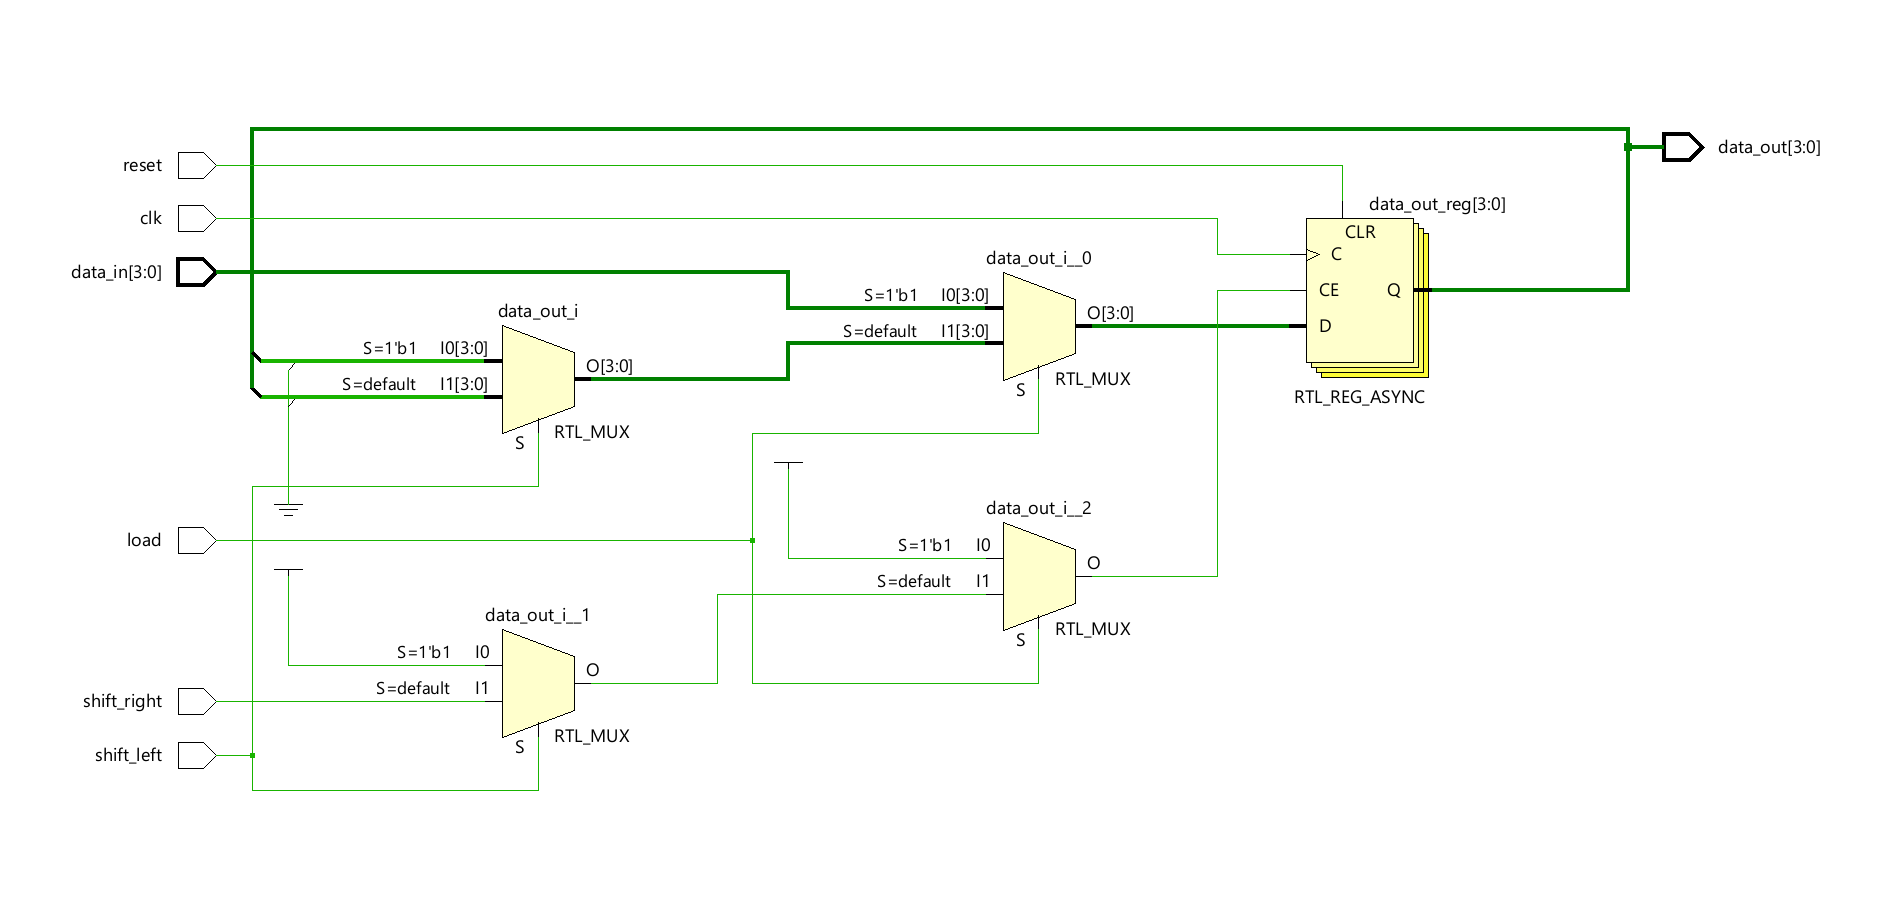 reset
clk
data_in[3:0]
data_out[3:0]
data_out_reg[3:0]
CLR
C
CE
Q
D
RTL_REG_ASYNC
data_out_i__0
S=1'b1 I0[3:0]
S=default I1[3:0]
O[3:0]
S
RTL_MUX
data_out_i
S=1'b1 I0[3:0]
S=default I1[3:0]
O[3:0]
S
RTL_MUX
load
data_out_i__2
S=1'b1 I0
S=default I1
O
S
RTL_MUX
data_out_i__1
S=1'b1 I0
S=default I1
O
S
RTL_MUX
shift_right
shift_left